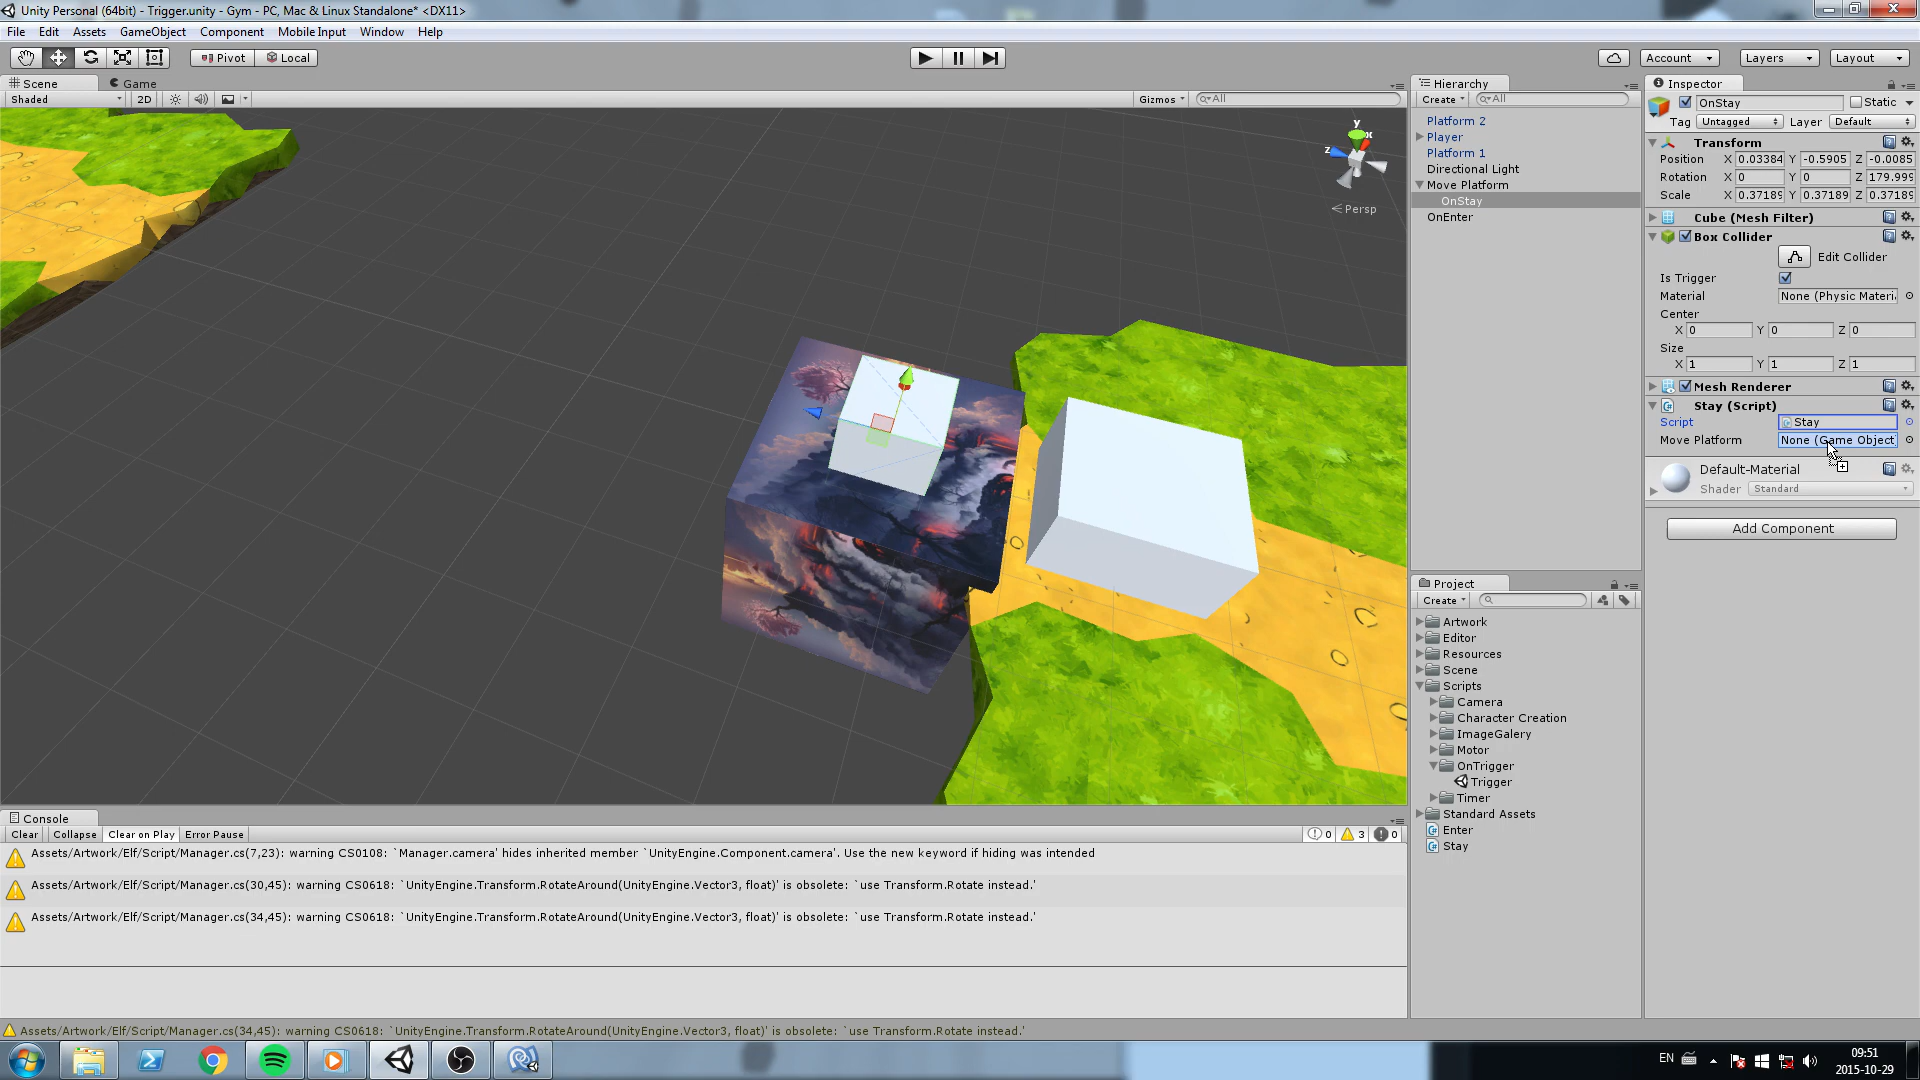 Unity Personal (64bit) - Trigger.unity - Gym - PC, Mac & Linux Standalone* <DX11>
File Edit Assets GameObject Component Mobile Input Window Help
Pivot Local Account Layers Layout
Scene Game
Shaded 2D Gizmos All
y
x
z
Persp
Hierarchy
Create All
Platform 2
Player
Platform 1
Directional Light
Move Platform
OnStay
OnEnter
Inspector
OnStay Static
Tag Untagged Layer Default
Transform
Position X 0.03384 Y -0.5905 Z -0.0085
Rotation X 0 Y 0 Z 179.999
Scale X 0.37189 Y 0.37189 Z 0.37189
Cube (Mesh Filter)
Box Collider
Edit Collider
Is Trigger
Material None (Physic Materi
Center
X 0 Y 0 Z 0
Size
X 1 Y 1 Z 1
Mesh Renderer
Stay (Script)
Script Stay
Move Platform None (Game Object
Default-Material
Shader Standard
Add Component
Project
Create
Artwork
Editor
Resources
Scene
Scripts
Camera
Character Creation
ImageGalery
Motor
OnTrigger
Trigger
Timer
Standard Assets
Enter
Stay
Console
Clear Collapse Clear on Play Error Pause 0 3 0
Assets/Artwork/Elf/Script/Manager.cs(7,23): warning CS0108: `Manager.camera' hides inherited member `UnityEngine.Component.camera'. Use the new keyword if hiding was intended
Assets/Artwork/Elf/Script/Manager.cs(30,45): warning CS0618: `UnityEngine.Transform.RotateAround(UnityEngine.Vector3, float)' is obsolete: `use Transform.Rotate instead.'
Assets/Artwork/Elf/Script/Manager.cs(34,45): warning CS0618: `UnityEngine.Transform.RotateAround(UnityEngine.Vector3, float)' is obsolete: `use Transform.Rotate instead.'
Assets/Artwork/Elf/Script/Manager.cs(34,45): warning CS0618: `UnityEngine.Transform.RotateAround(UnityEngine.Vector3, float)' is obsolete: `use Transform.Rotate instead.'
EN
09:51
2015-10-29